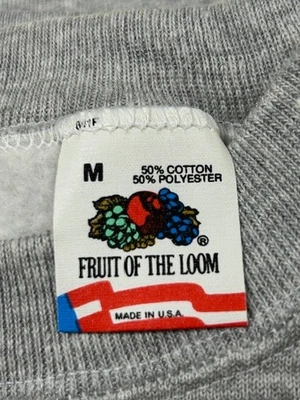 M
50% COTTON
50% POLYESTER
®
FRUIT OF THE LOOM
MADE IN U.S.A.